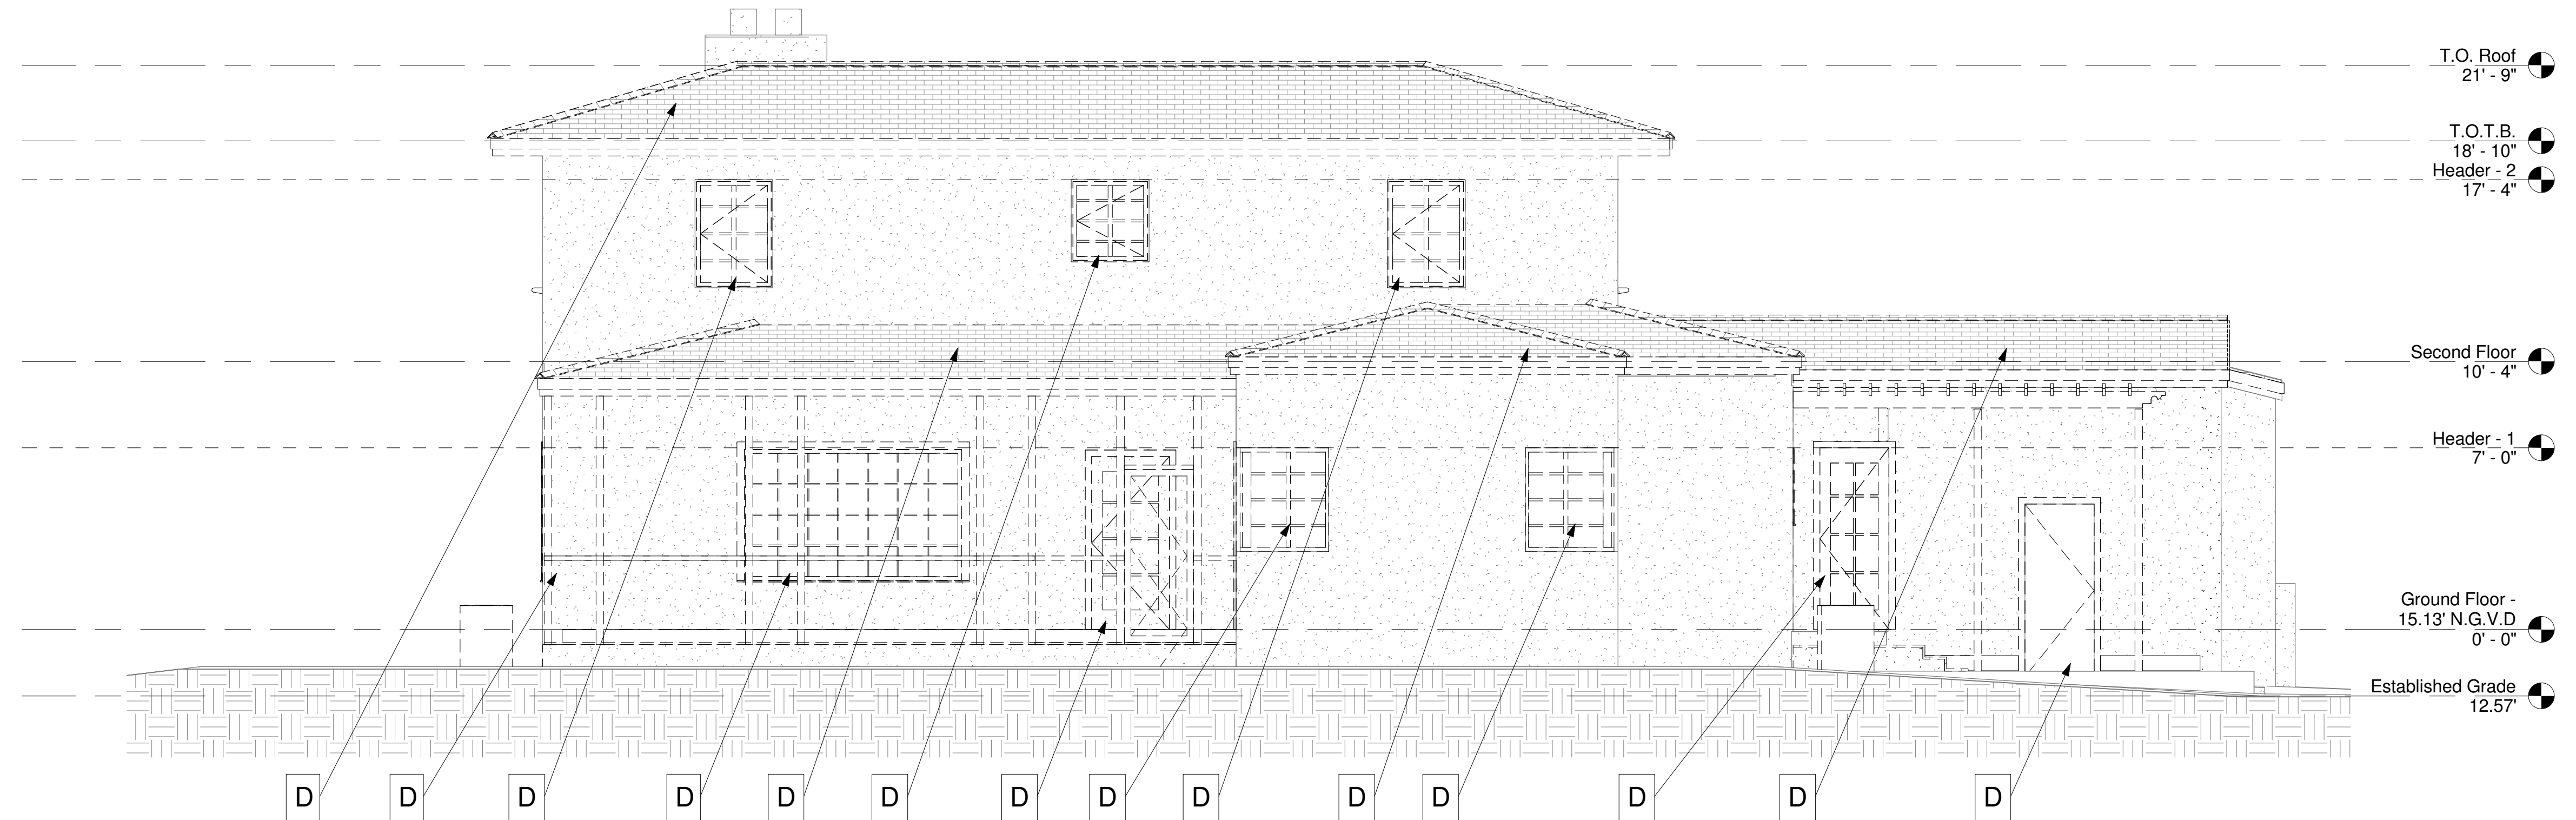 T.O. Roof
21' - 9"
T.O.T.B.
18' - 10"
Header - 2
17' - 4"
Second Floor
10' - 4"
Header - 1
7' - 0"
Ground Floor -
15.13' N.G.V.D
0' - 0"
Established Grade
12.57'
D D D D D D D D D D D D D D